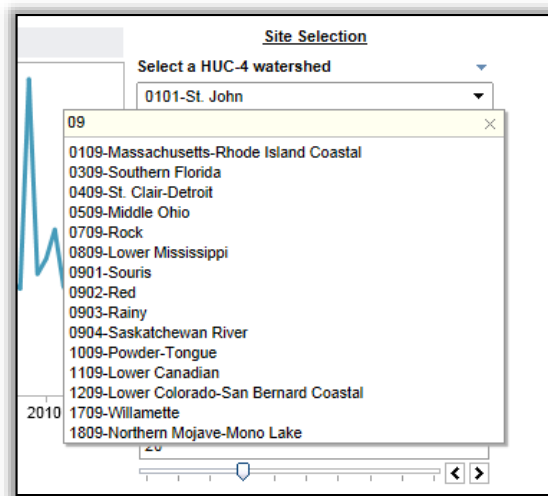 Site Selection
Select a HUC-4 watershed
0101-St. John
09
0109-Massachusetts-Rhode Island Coastal
0309-Southern Florida
0409-St. Clair-Detroit
0509-Middle Ohio
0709-Rock
0809-Lower Mississippi
0901-Souris
0902-Red
0903-Rainy
0904-Saskatchewan River
1009-Powder-Tongue
1109-Lower Canadian
1209-Lower Colorado-San Bernard Coastal
1709-Willamette
1809-Northern Mojave-Mono Lake
2010